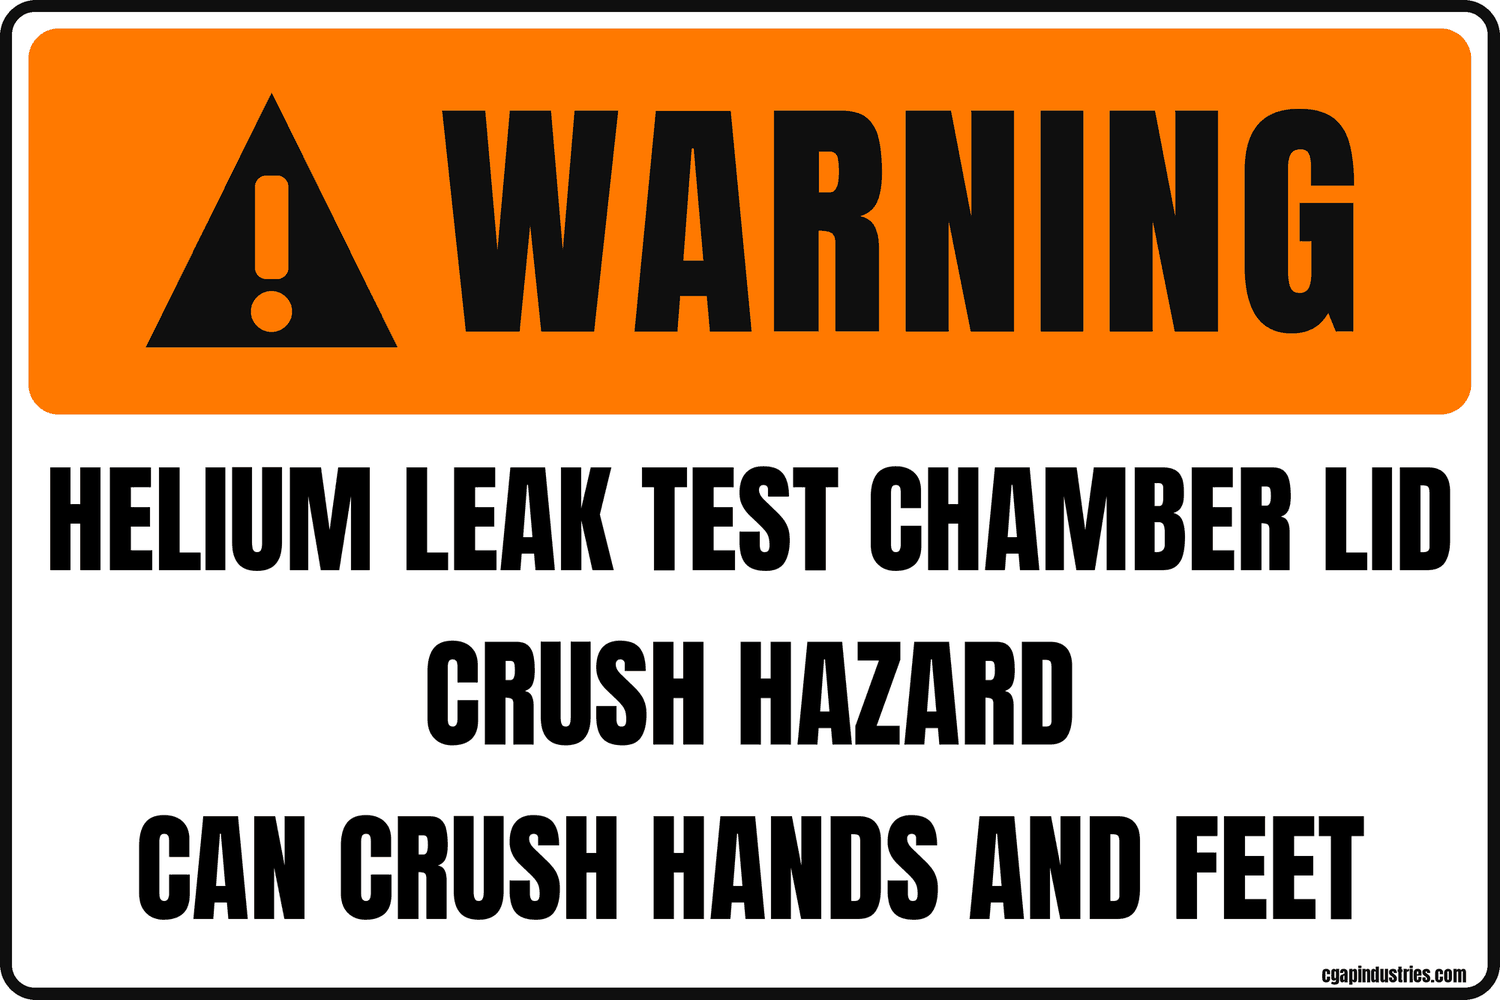 WARNING
HELIUM LEAK TEST CHAMBER LID
CRUSH HAZARD
CAN CRUSH HANDS AND FEET
cgapindustries.com